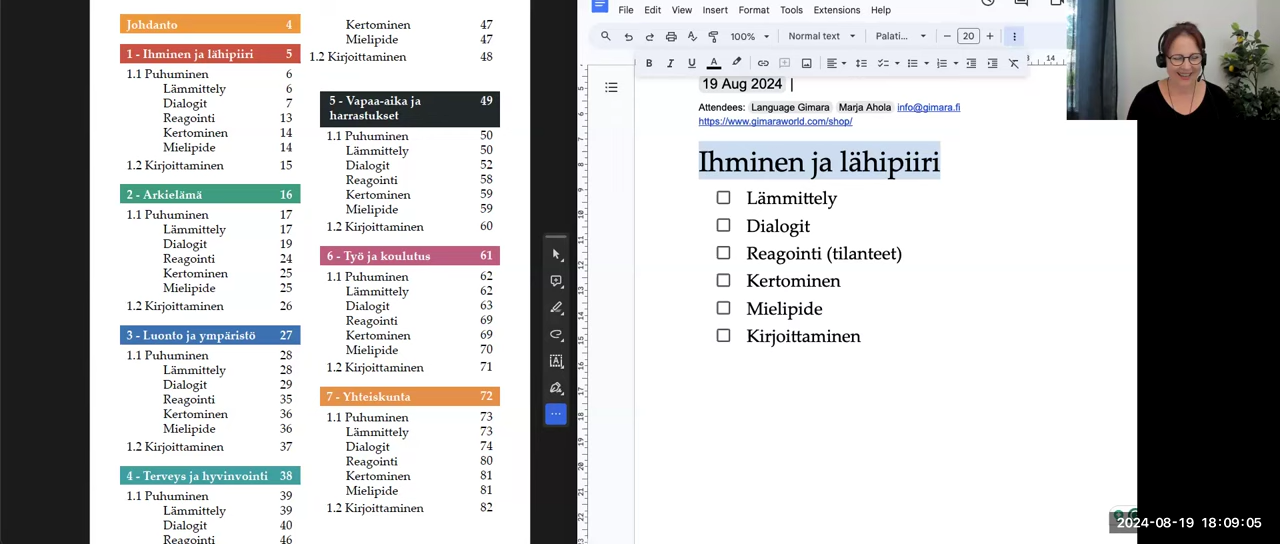 Johdanto 4
1 - Ihminen ja lähipiiri 5
1.1 Puhuminen 6
Lämmittely 6
Dialogit 7
Reagointi 13
Kertominen 14
Mielipide 14
1.2 Kirjoittaminen 15
2 - Arkielämä 16
1.1 Puhuminen 17
Lämmittely 17
Dialogit 19
Reagointi 24
Kertominen 25
Mielipide 25
1.2 Kirjoittaminen 26
3 - Luonto ja ympäristö 27
1.1 Puhuminen 28
Lämmittely 28
Dialogit 29
Reagointi 35
Kertominen 36
Mielipide 36
1.2 Kirjoittaminen 37
4 - Terveys ja hyvinvointi 38
1.1 Puhuminen 39
Lämmittely 39
Dialogit 40
Reagointi 46
Kertominen 47
Mielipide 47
1.2 Kirjoittaminen 48
5 - Vapaa-aika ja 49
harrastukset
1.1 Puhuminen 50
Lämmittely 50
Dialogit 52
Reagointi 58
Kertominen 59
Mielipide 59
1.2 Kirjoittaminen 60
6 - Työ ja koulutus 61
1.1 Puhuminen 62
Lämmittely 62
Dialogit 63
Reagointi 69
Kertominen 69
Mielipide 70
1.2 Kirjoittaminen 71
7 - Yhteiskunta 72
1.1 Puhuminen 73
Lämmittely 73
Dialogit 74
Reagointi 80
Kertominen 81
Mielipide 81
1.2 Kirjoittaminen 82
File Edit View Insert Format Tools Extensions Help
100% Normal text Palati... 20
B I U A
19 Aug 2024
Attendees: Language Gimara Marja Ahola info@gimara.fi
https://www.gimaraworld.com/shop/
Ihminen ja lähipiiri
Lämmittely
Dialogit
Reagointi (tilanteet)
Kertominen
Mielipide
Kirjoittaminen
2024-08-19 18:09:05